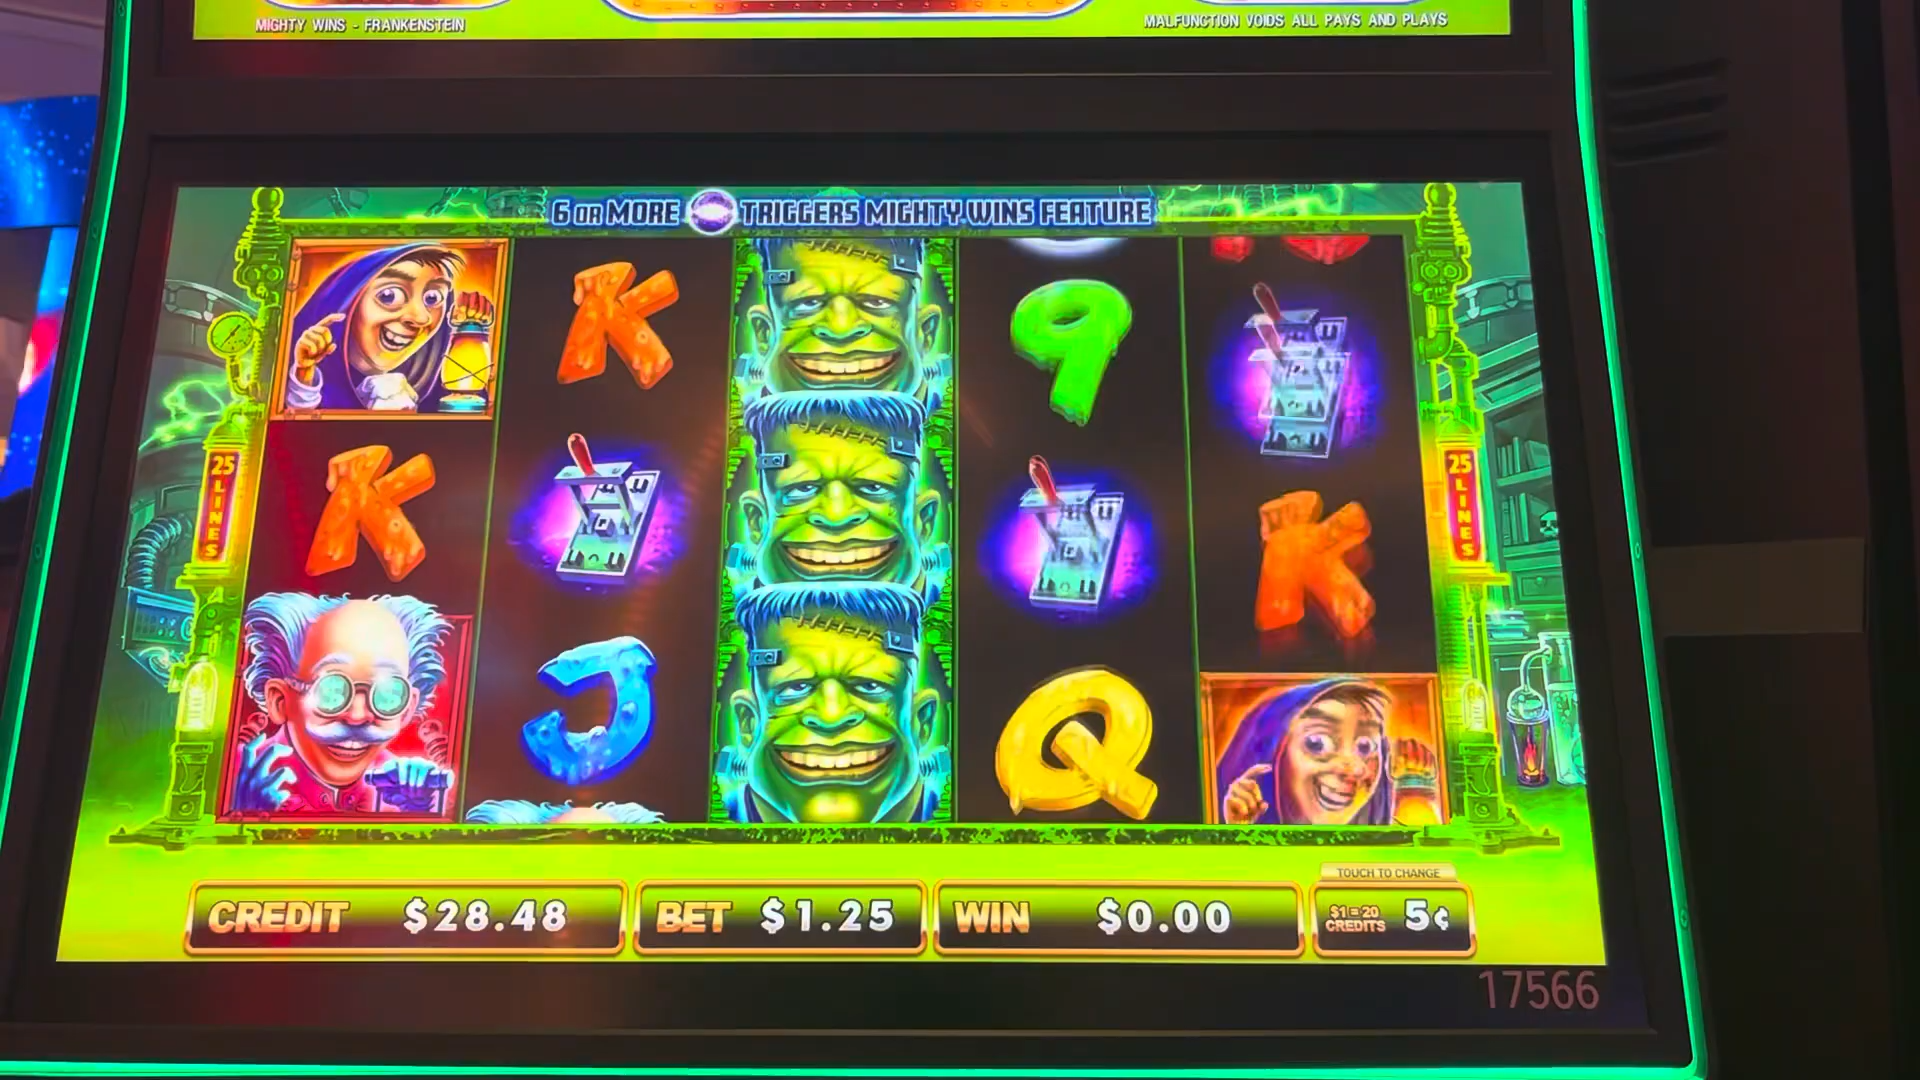 MIGHTY WINS - FRANKENSTEIN
MALFUNCTION VOIDS ALL PAYS AND PLAYS
6 OR MORE TRIGGERS MIGHTY WINS FEATURE
K
9
25 LINES
K
K
25 LINES
J
Q
TOUCH TO CHANGE
CREDIT $28.48
BET $1.25
WIN $0.00
$1=20 CREDITS 5¢
17566